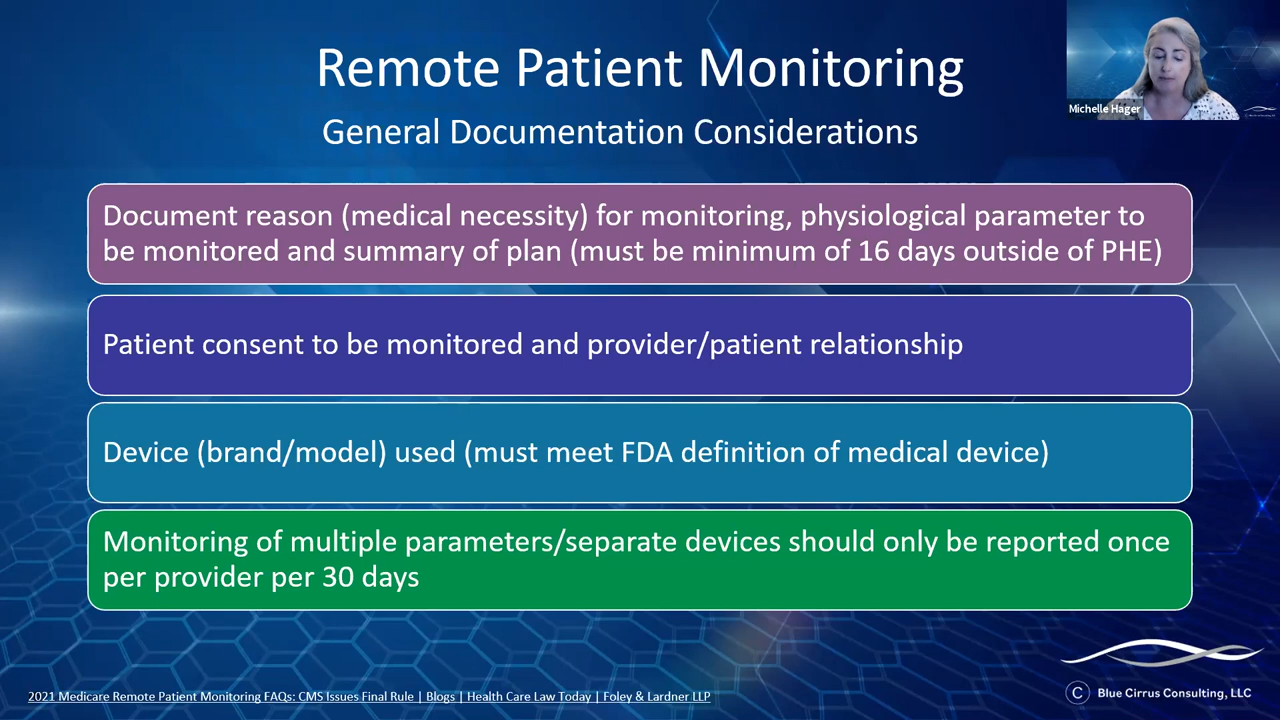 Remote Patient Monitoring
General Documentation Considerations
Michelle Hager
Document reason (medical necessity) for monitoring, physiological parameter to
be monitored and summary of plan (must be minimum of 16 days outside of PHE)
Patient consent to be monitored and provider/patient relationship
Device (brand/model) used (must meet FDA definition of medical device)
Monitoring of multiple parameters/separate devices should only be reported once
per provider per 30 days
2021 Medicare Remote Patient Monitoring FAQs: CMS Issues Final Rule | Blogs | Health Care Law Today | Foley & Lardner LLP
© Blue Cirrus Consulting, LLC